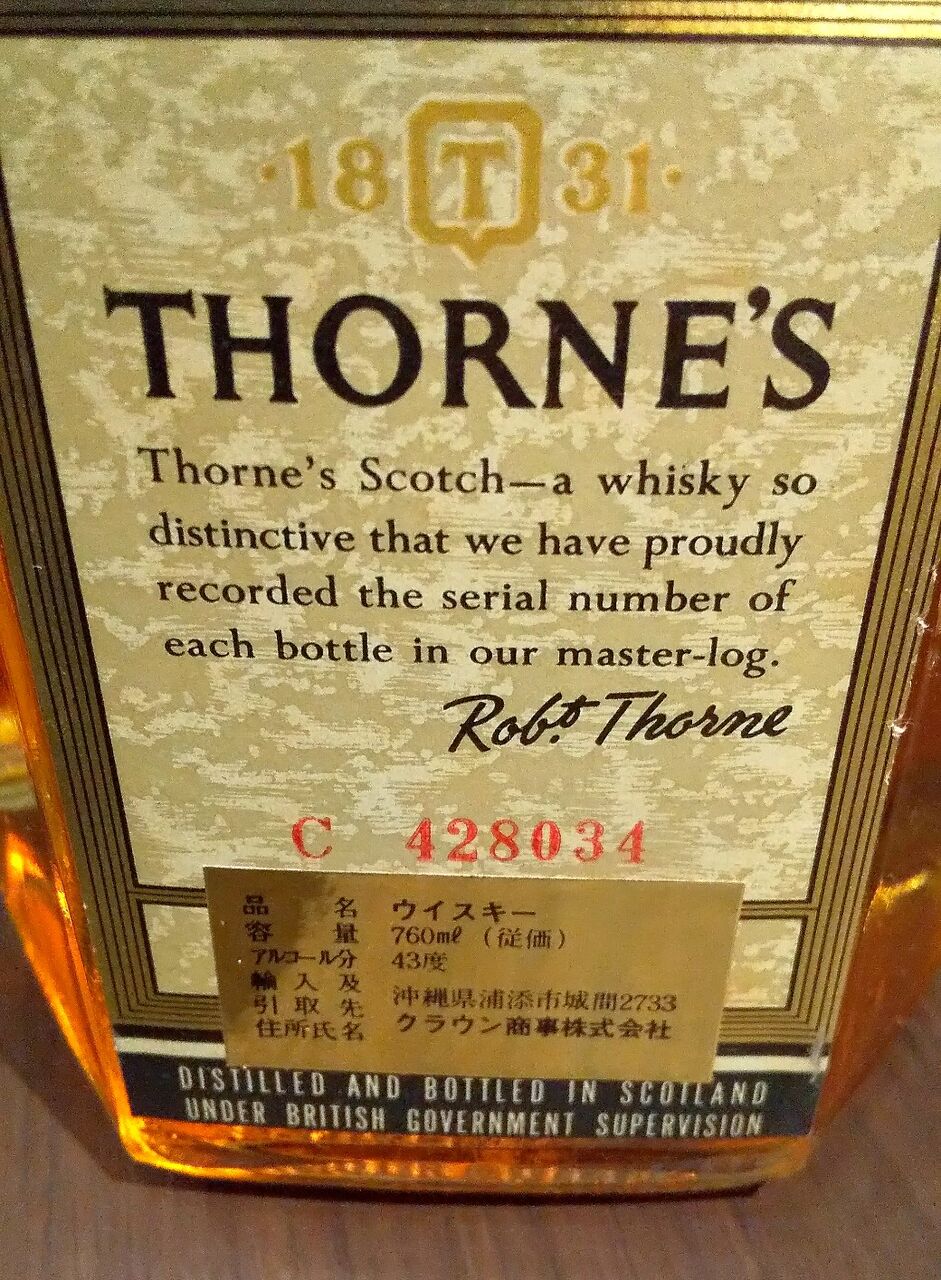 ·18 T 31·
THORNE'S
Thorne's Scotch—a whisky so
distinctive that we have proudly
recorded the serial number of
each bottle in our master-log.
Robt. Thorne
C 428034
品名 ウイスキー
容量 760mℓ (従価)
アルコール分 43度
輸入及
引取先 沖縄県浦添市城間2733
住所氏名 クラウン商事株式会社
DISTILLED AND BOTTLED IN SCOTLAND
UNDER BRITISH GOVERNMENT SUPERVISION